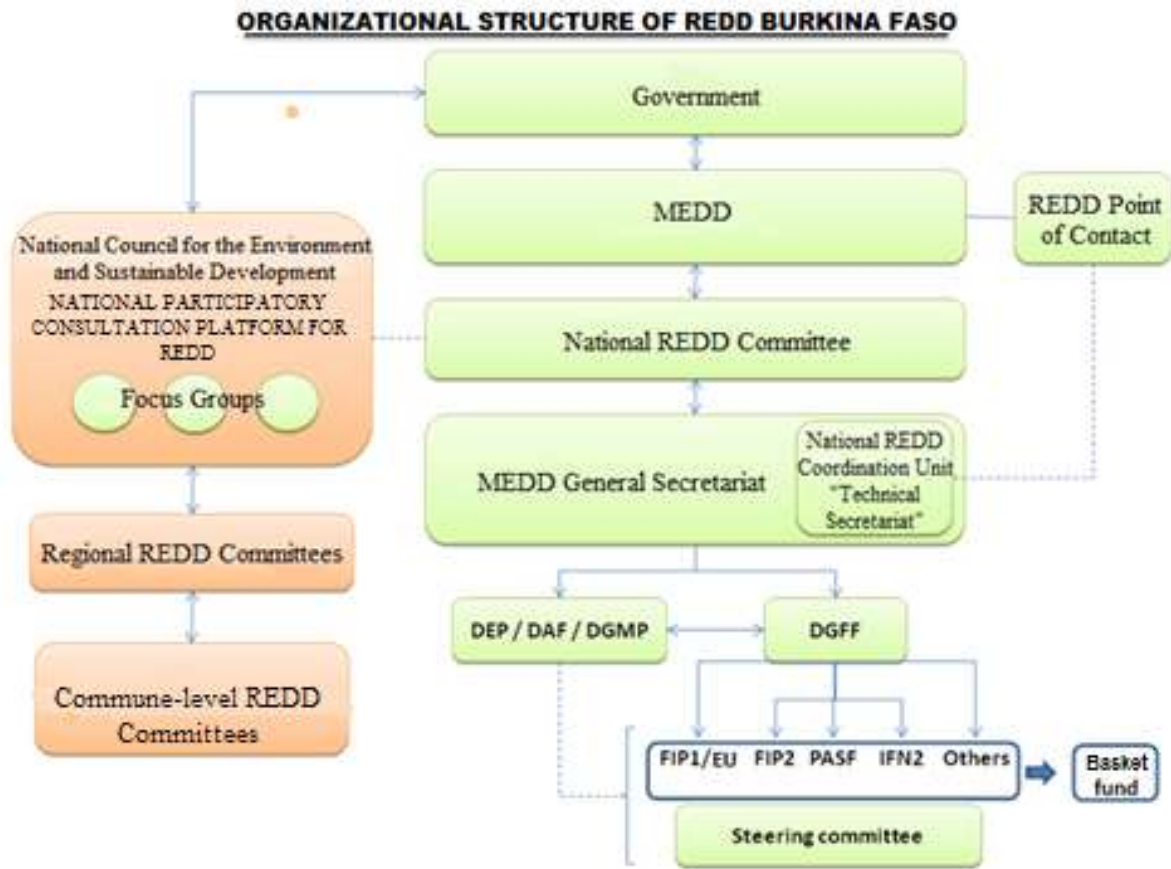 ORGANIZATIONAL STRUCTURE OF REDD BURKINA FASO
Government
MEDD
REDD Point
of Contact
National Council for the Environment
and Sustainable Development
NATIONAL PARTICIPATORY
CONSULTATION PLATFORM FOR
REDD
Focus Groups
National REDD Committee
MEDD General Secretariat
National REDD
Coordination Unit
"Technical
Secretariat"
Regional REDD Committees
Commune-level REDD
Committees
DEP / DAF / DGMP
DGFF
FIP1/EU FIP2 PASF IFN2 Others
Basket
fund
Steering committee